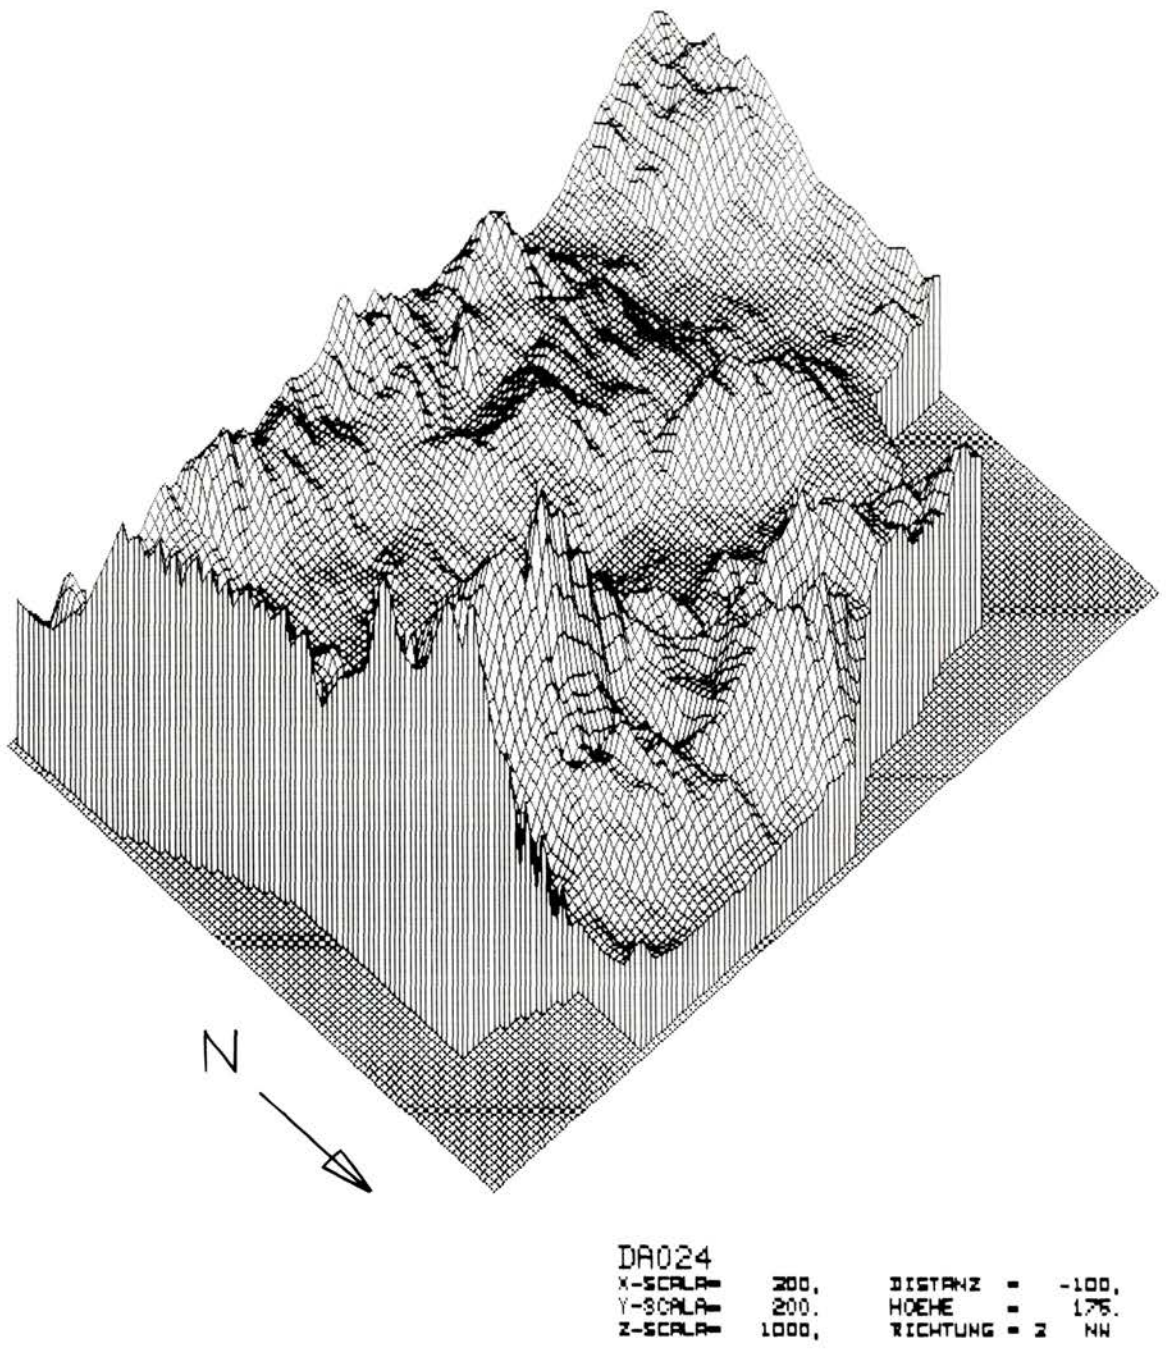 N
DA024
X-SCALA= 200, DISTANZ = -100,
Y-SCALA= 200. HOEHE = 175.
Z-SCALA= 1000, RICHTUNG = 2 NW